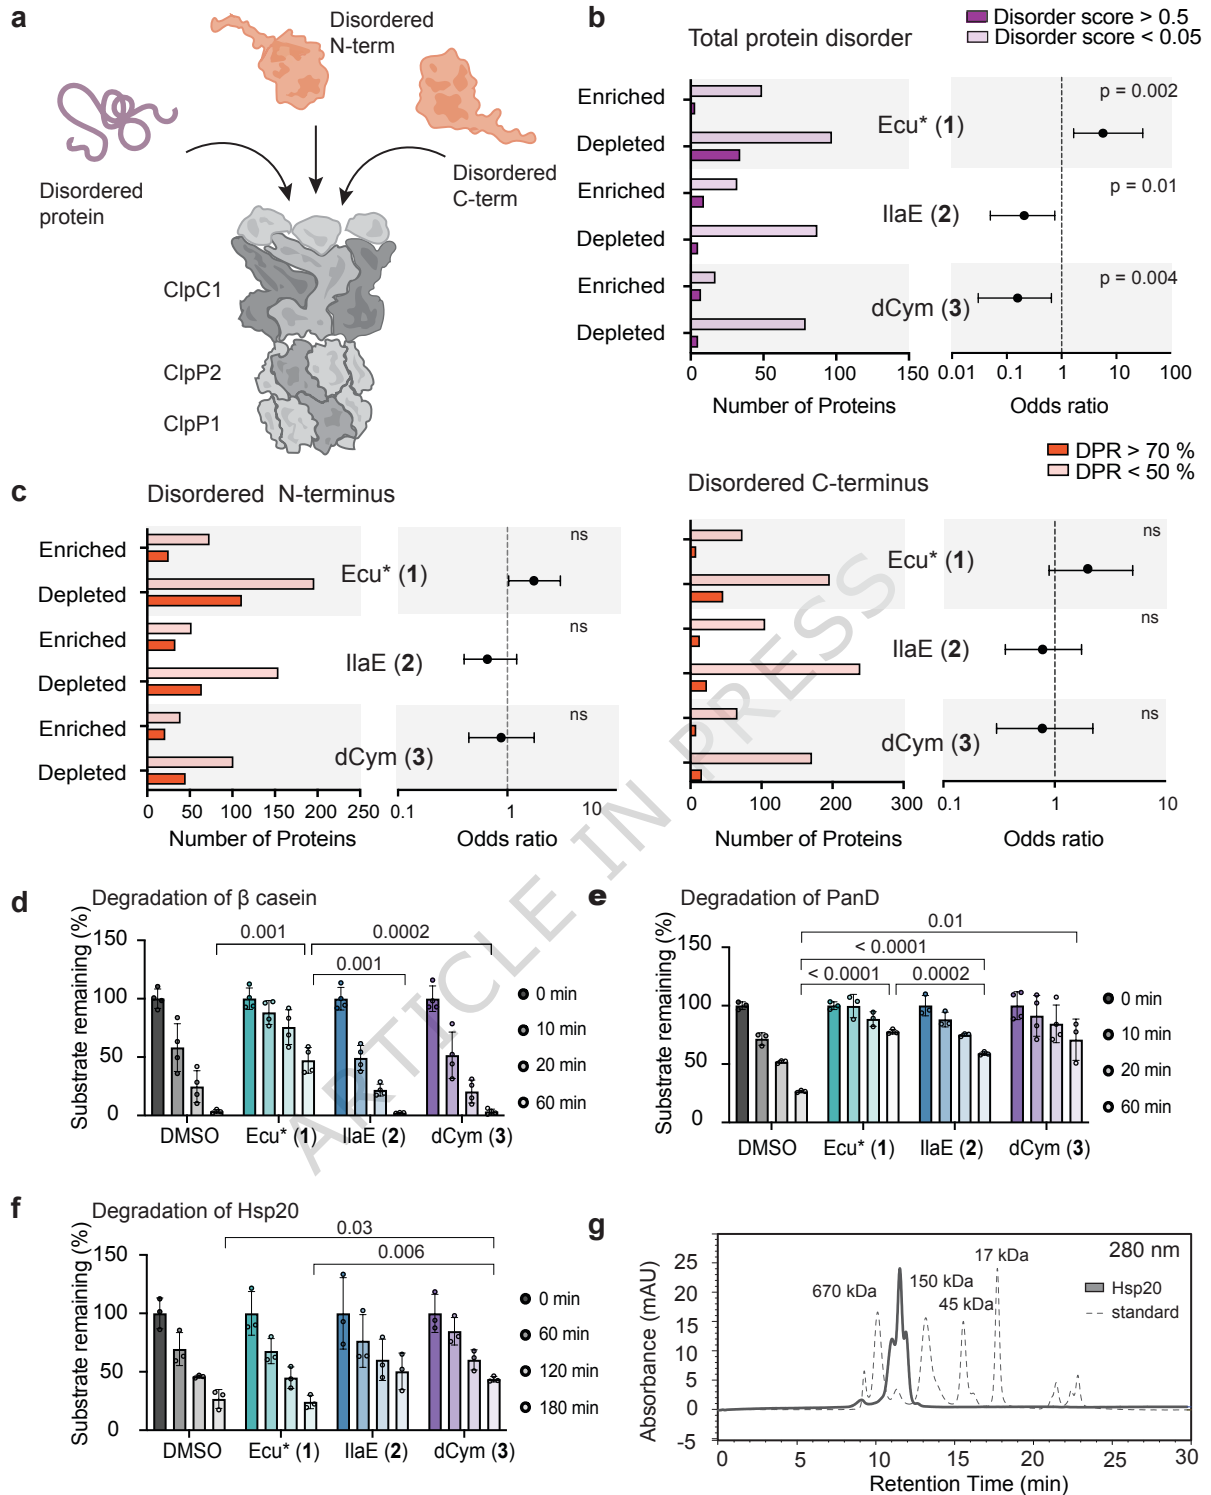 a
Disordered
N-term
Disordered
protein
Disordered
C-term
ClpC1
ClpP2
ClpP1
b
Total protein disorder
Disorder score > 0.5
Disorder score < 0.05
Enriched
Depleted
Ecu* (1)
p = 0.002
Enriched
Depleted
IlaE (2)
p = 0.01
Enriched
Depleted
dCym (3)
p = 0.004
0 50 100 150
Number of Proteins
0.01 0.1 1 10 100
Odds ratio
DPR > 70 %
DPR < 50 %
c
Disordered N-terminus
Enriched
Depleted
Ecu* (1)
ns
Enriched
Depleted
IlaE (2)
ns
Enriched
Depleted
dCym (3)
ns
0 50 100 150 200 250
Number of Proteins
0.1 1 10
Odds ratio
Disordered C-terminus
Ecu* (1)
ns
IlaE (2)
ns
dCym (3)
ns
0 100 200 300
Number of Proteins
0.1 1 10
Odds ratio
ARTICLE IN PRESS
d
Degradation of β casein
Substrate remaining (%)
150
100
50
0
0.001
0.0002
0.001
DMSO Ecu* (1) IlaE (2) dCym (3)
0 min
10 min
20 min
60 min
e
Degradation of PanD
Substrate remaining (%)
150
100
50
0
0.01
< 0.0001
< 0.0001
0.0002
DMSO Ecu* (1) IlaE (2) dCym (3)
0 min
10 min
20 min
60 min
f
Degradation of Hsp20
Substrate remaining (%)
150
100
50
0
0.03
0.006
DMSO Ecu* (1) IlaE (2) dCym (3)
0 min
60 min
120 min
180 min
g
280 nm
Absorbance (mAU)
25
20
15
10
5
0
-5
670 kDa
150 kDa
45 kDa
17 kDa
Hsp20
standard
0 5 10 15 20 25 30
Retention Time (min)